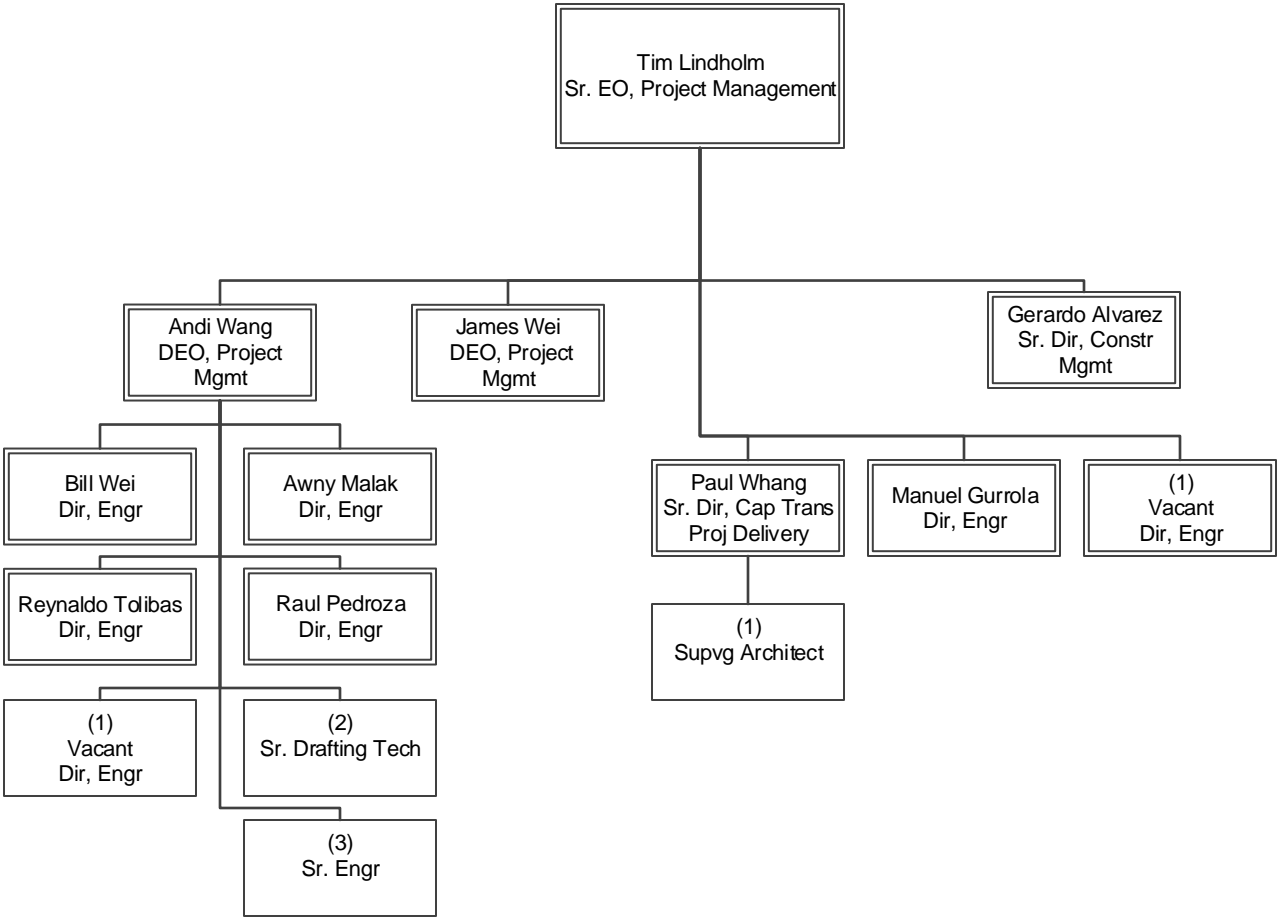 Tim Lindholm
Sr. EO, Project Management
Andi Wang
DEO, Project
Mgmt
James Wei
DEO, Project
Mgmt
Gerardo Alvarez
Sr. Dir, Constr
Mgmt
Bill Wei
Dir, Engr
Awny Malak
Dir, Engr
Paul Whang
Sr. Dir, Cap Trans
Proj Delivery
Manuel Gurrola
Dir, Engr
(1)
Vacant
Dir, Engr
Reynaldo Tolibas
Dir, Engr
Raul Pedroza
Dir, Engr
(1)
Supvg Architect
(1)
Vacant
Dir, Engr
(2)
Sr. Drafting Tech
(3)
Sr. Engr